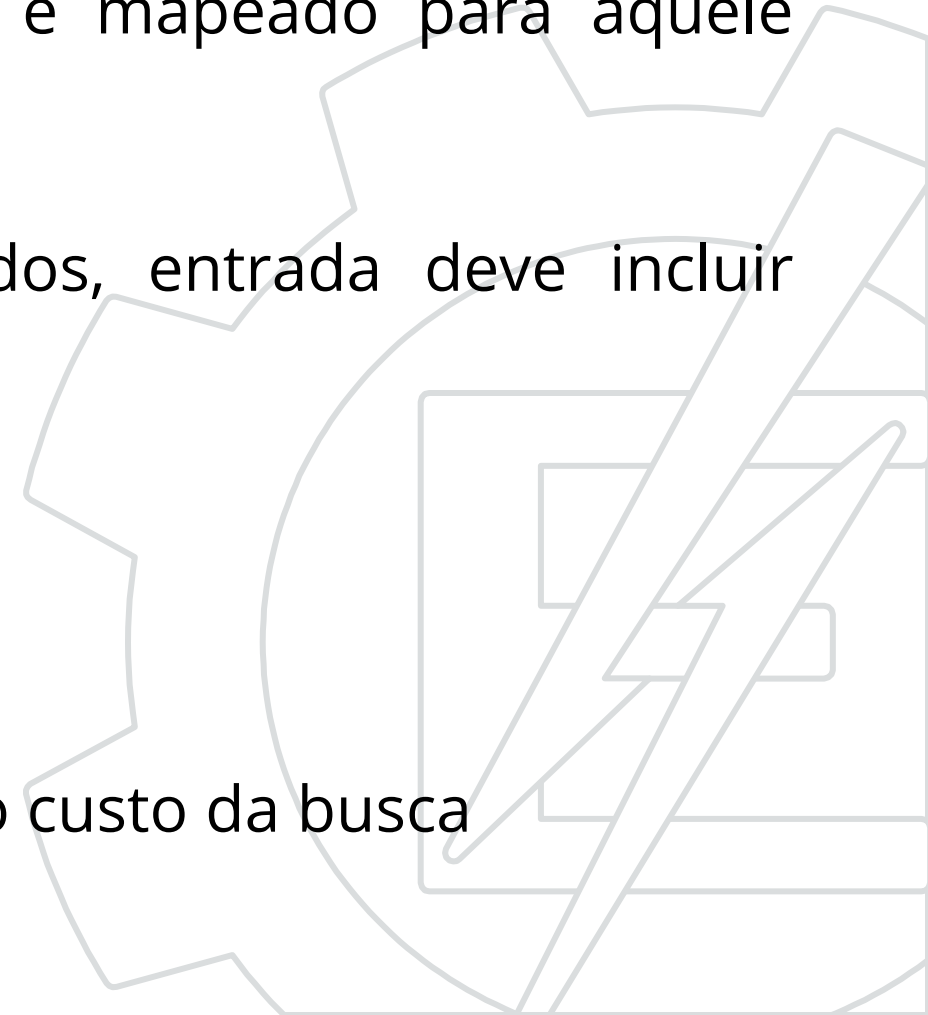 é mapeado para aquele
dos, entrada deve incluir
o custo da busca